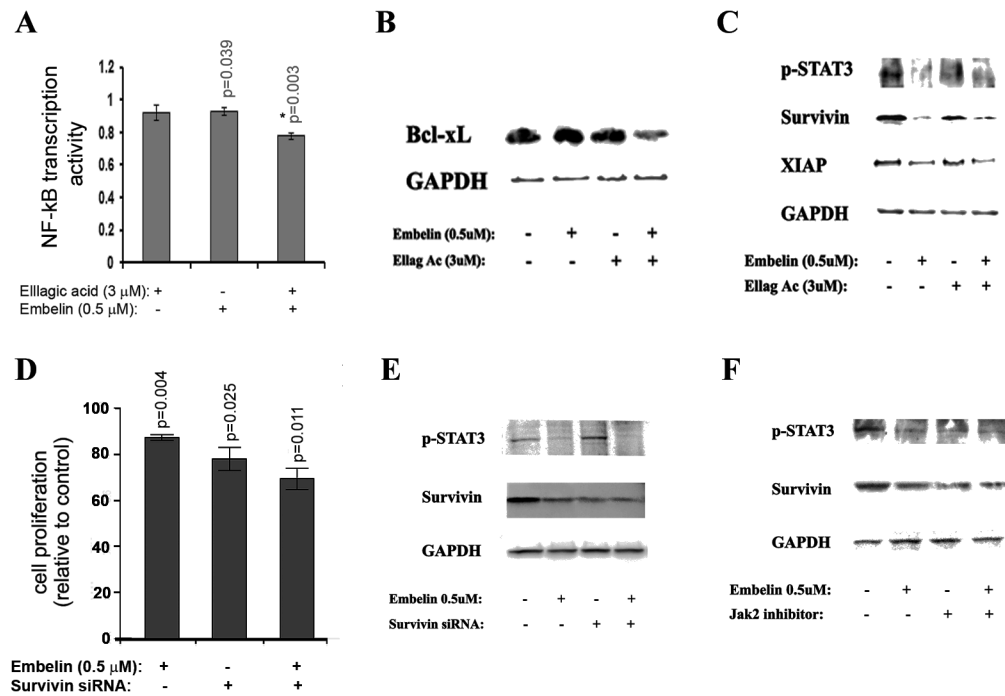 A
NF-kB transcription
activity
1.2
1
0.8
0.6
0.4
0.2
0
p=0.039
* p=0.003
Elllagic acid (3 μM): + - +
Embelin (0.5 μM): - + +
B
Bcl-xL
GAPDH
Embelin (0.5uM): - + - +
Ellag Ac (3uM): - - + +
C
p-STAT3
Survivin
XIAP
GAPDH
Embelin (0.5uM): - + - +
Ellag Ac (3uM): - - + +
D
cell proliferation
(relative to control)
100
80
60
40
20
0
p=0.004
p=0.025
p=0.011
Embelin (0.5 μM): + - +
Survivin siRNA: - + +
E
p-STAT3
Survivin
GAPDH
Embelin 0.5uM: - + - +
Survivin siRNA: - - + +
F
p-STAT3
Survivin
GAPDH
Embelin 0.5uM: - + - +
Jak2 inhibitor: - - + +